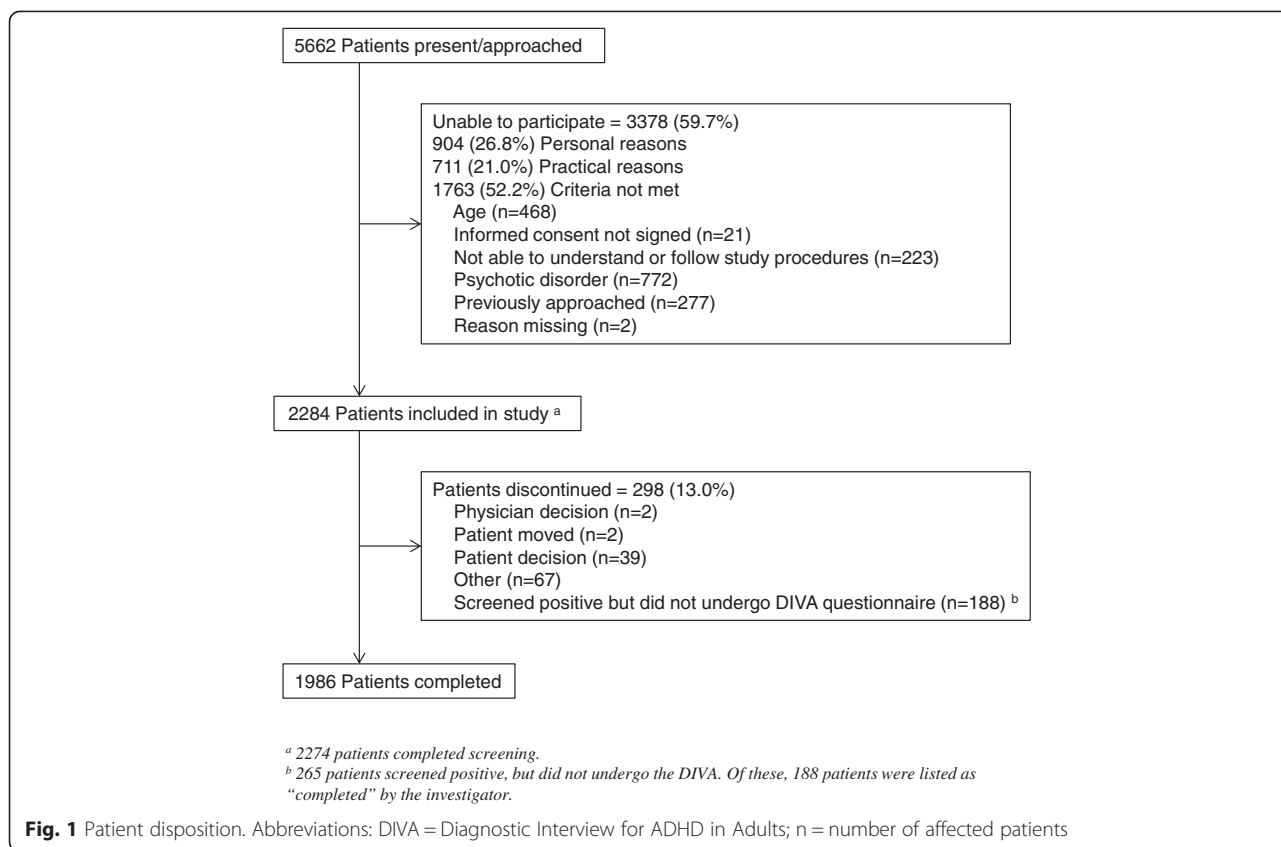 5662 Patients present/approached
Unable to participate = 3378 (59.7%)
904 (26.8%) Personal reasons
711 (21.0%) Practical reasons
1763 (52.2%) Criteria not met
Age (n=468)
Informed consent not signed (n=21)
Not able to understand or follow study procedures (n=223)
Psychotic disorder (n=772)
Previously approached (n=277)
Reason missing (n=2)
2284 Patients included in study a
Patients discontinued = 298 (13.0%)
Physician decision (n=2)
Patient moved (n=2)
Patient decision (n=39)
Other (n=67)
Screened positive but did not undergo DIVA questionnaire (n=188) b
1986 Patients completed
a 2274 patients completed screening.
b 265 patients screened positive, but did not undergo the DIVA. Of these, 188 patients were listed as
“completed” by the investigator.
Fig. 1 Patient disposition. Abbreviations: DIVA = Diagnostic Interview for ADHD in Adults; n = number of affected patients